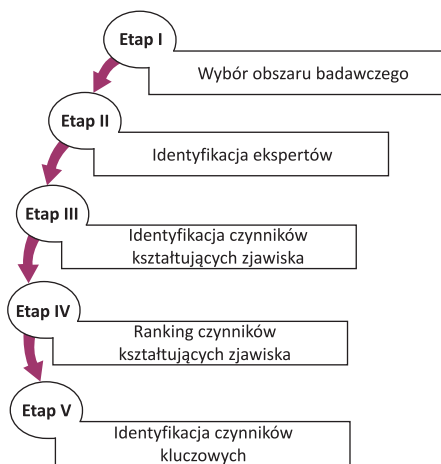 Etap I
Wybór obszaru badawczego
Etap II
Identyfikacja ekspertów
Etap III
Identyfikacja czynników
kształtujących zjawiska
Etap IV
Ranking czynników
kształtujących zjawiska
Etap V
Identyfikacja czynników
kluczowych